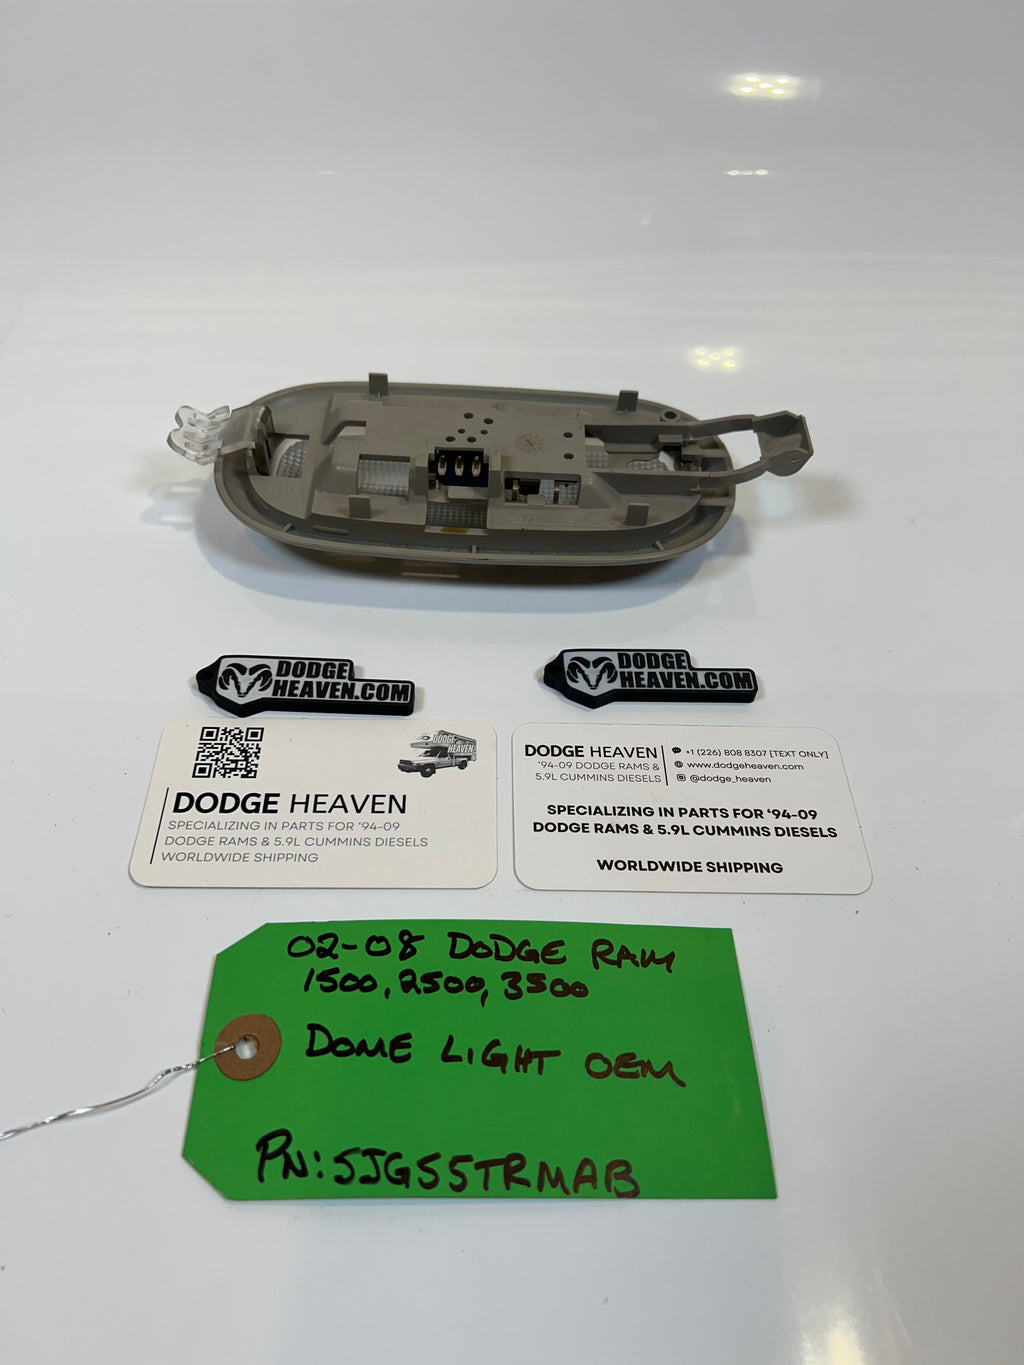 DODGE
HEAVEN.COM
DODGE
HEAVEN.COM
DODGE
HEAVEN
DODGE HEAVEN
SPECIALIZING IN PARTS FOR '94-09
DODGE RAMS & 5.9L CUMMINS DIESELS
WORLDWIDE SHIPPING
DODGE HEAVEN
'94-09 DODGE RAMS &
5.9L CUMMINS DIESELS
+1 (226) 808 8307 [TEXT ONLY]
www.dodgeheaven.com
@dodge_heaven
SPECIALIZING IN PARTS FOR '94-09
DODGE RAMS & 5.9L CUMMINS DIESELS
WORLDWIDE SHIPPING
02-08 DODGE RAM
1500, 2500, 3500
DOME LIGHT OEM
PN: 5JG55TRMAB